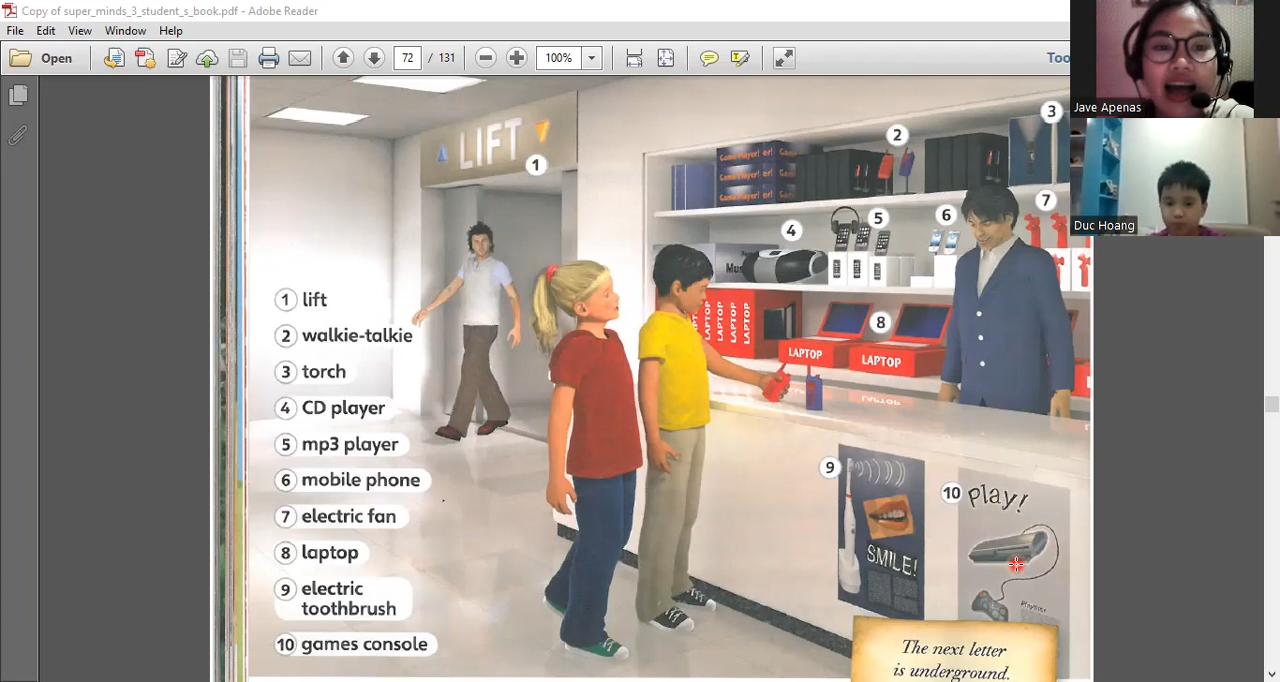 Copy of super_minds_3_student_s_book.pdf - Adobe Reader
File Edit View Window Help
Open 72 / 131 100% Too
Jave Apenas
Duc Hoang
LIFT
1
2
3
4
5
6
7
8
9
10
Game Player!
LAPTOP
LAPTOP
LAPTOP
LAPTOP
LAPTOP
LAPTOP
1 lift
2 walkie-talkie
3 torch
4 CD player
5 mp3 player
6 mobile phone
7 electric fan
8 laptop
9 electric
toothbrush
10 games console
SMILE!
Play!
The next letter
is underground.